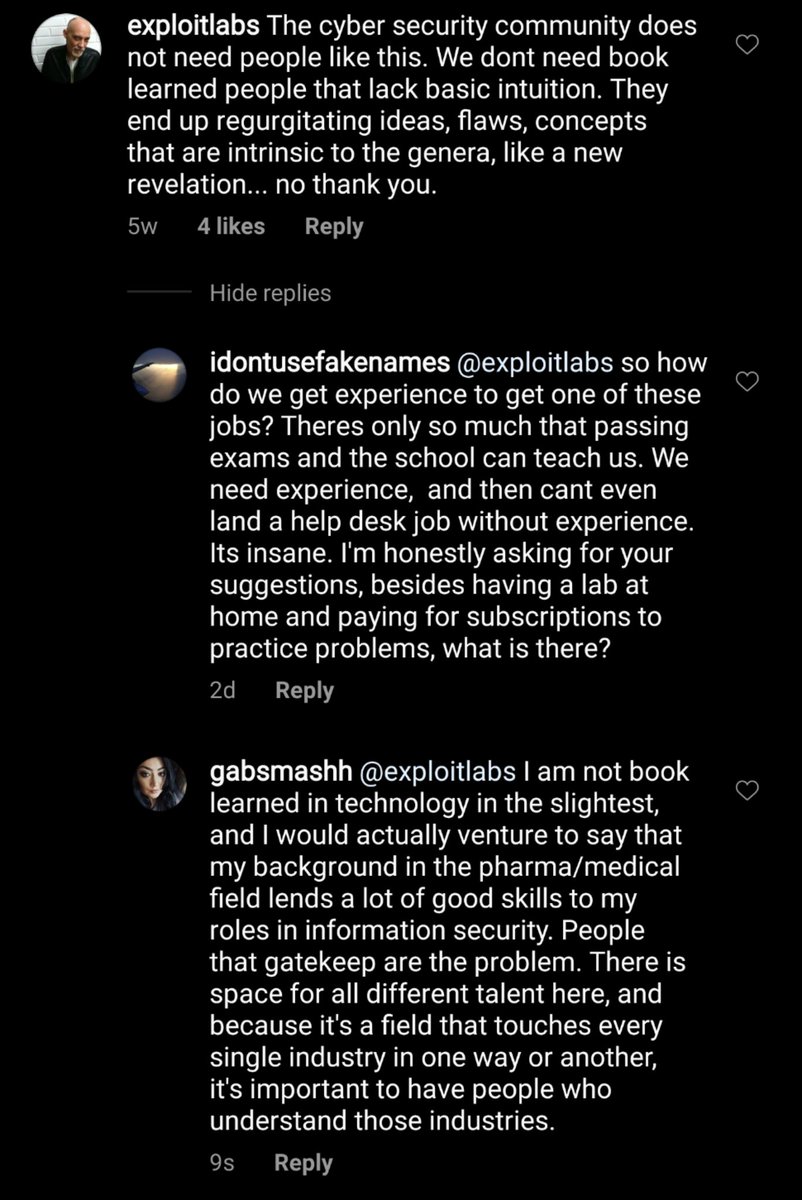 exploitlabs The cyber security community does
not need people like this. We dont need book
learned people that lack basic intuition. They
end up regurgitating ideas, flaws, concepts
that are intrinsic to the genera, like a new
revelation... no thank you.
5w 4 likes Reply
Hide replies
idontusefakenames @exploitlabs so how
do we get experience to get one of these
jobs? Theres only so much that passing
exams and the school can teach us. We
need experience,  and then cant even
land a help desk job without experience.
Its insane. I'm honestly asking for your
suggestions, besides having a lab at
home and paying for subscriptions to
practice problems, what is there?
2d Reply
gabsmashh @exploitlabs I am not book
learned in technology in the slightest,
and I would actually venture to say that
my background in the pharma/medical
field lends a lot of good skills to my
roles in information security. People
that gatekeep are the problem. There is
space for all different talent here, and
because it's a field that touches every
single industry in one way or another,
it's important to have people who
understand those industries.
9s Reply